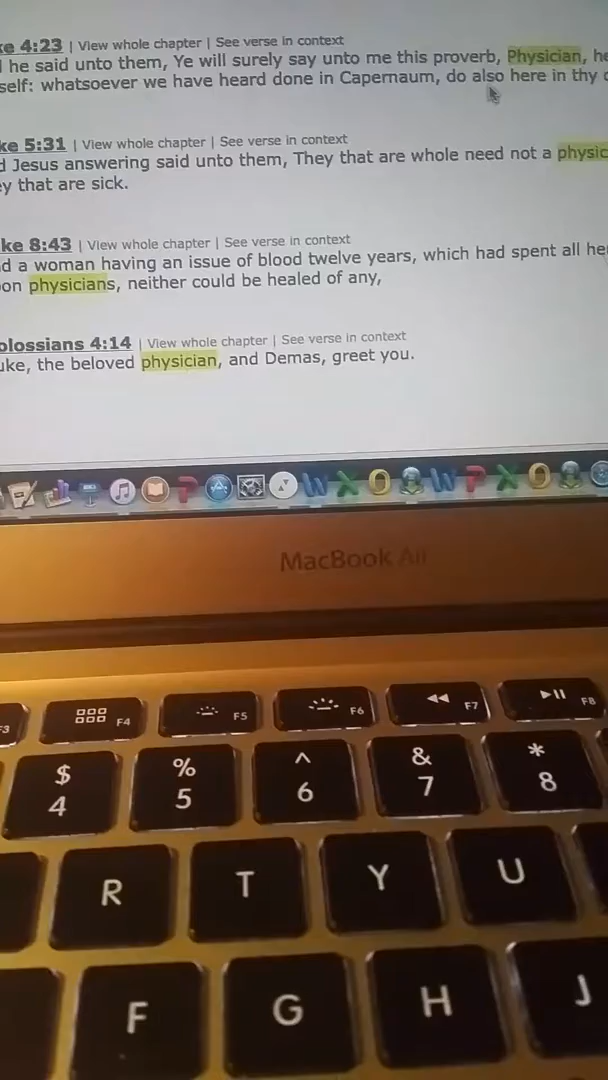 ke 4:23 | View whole chapter | See verse in context
he said unto them, Ye will surely say unto me this proverb, Physician, he
self: whatsoever we have heard done in Capernaum, do also here in thy
ke 5:31 | View whole chapter | See verse in context
d Jesus answering said unto them, They that are whole need not a physic
y that are sick.
ke 8:43 | View whole chapter | See verse in context
d a woman having an issue of blood twelve years, which had spent all he
on physicians, neither could be healed of any,
olossians 4:14 | View whole chapter | See verse in context
uke, the beloved physician, and Demas, greet you.
MacBook Air
F3 F4 F5 F6 F7 F8
$ % ^ & *
4 5 6 7 8
R T Y U
F G H J